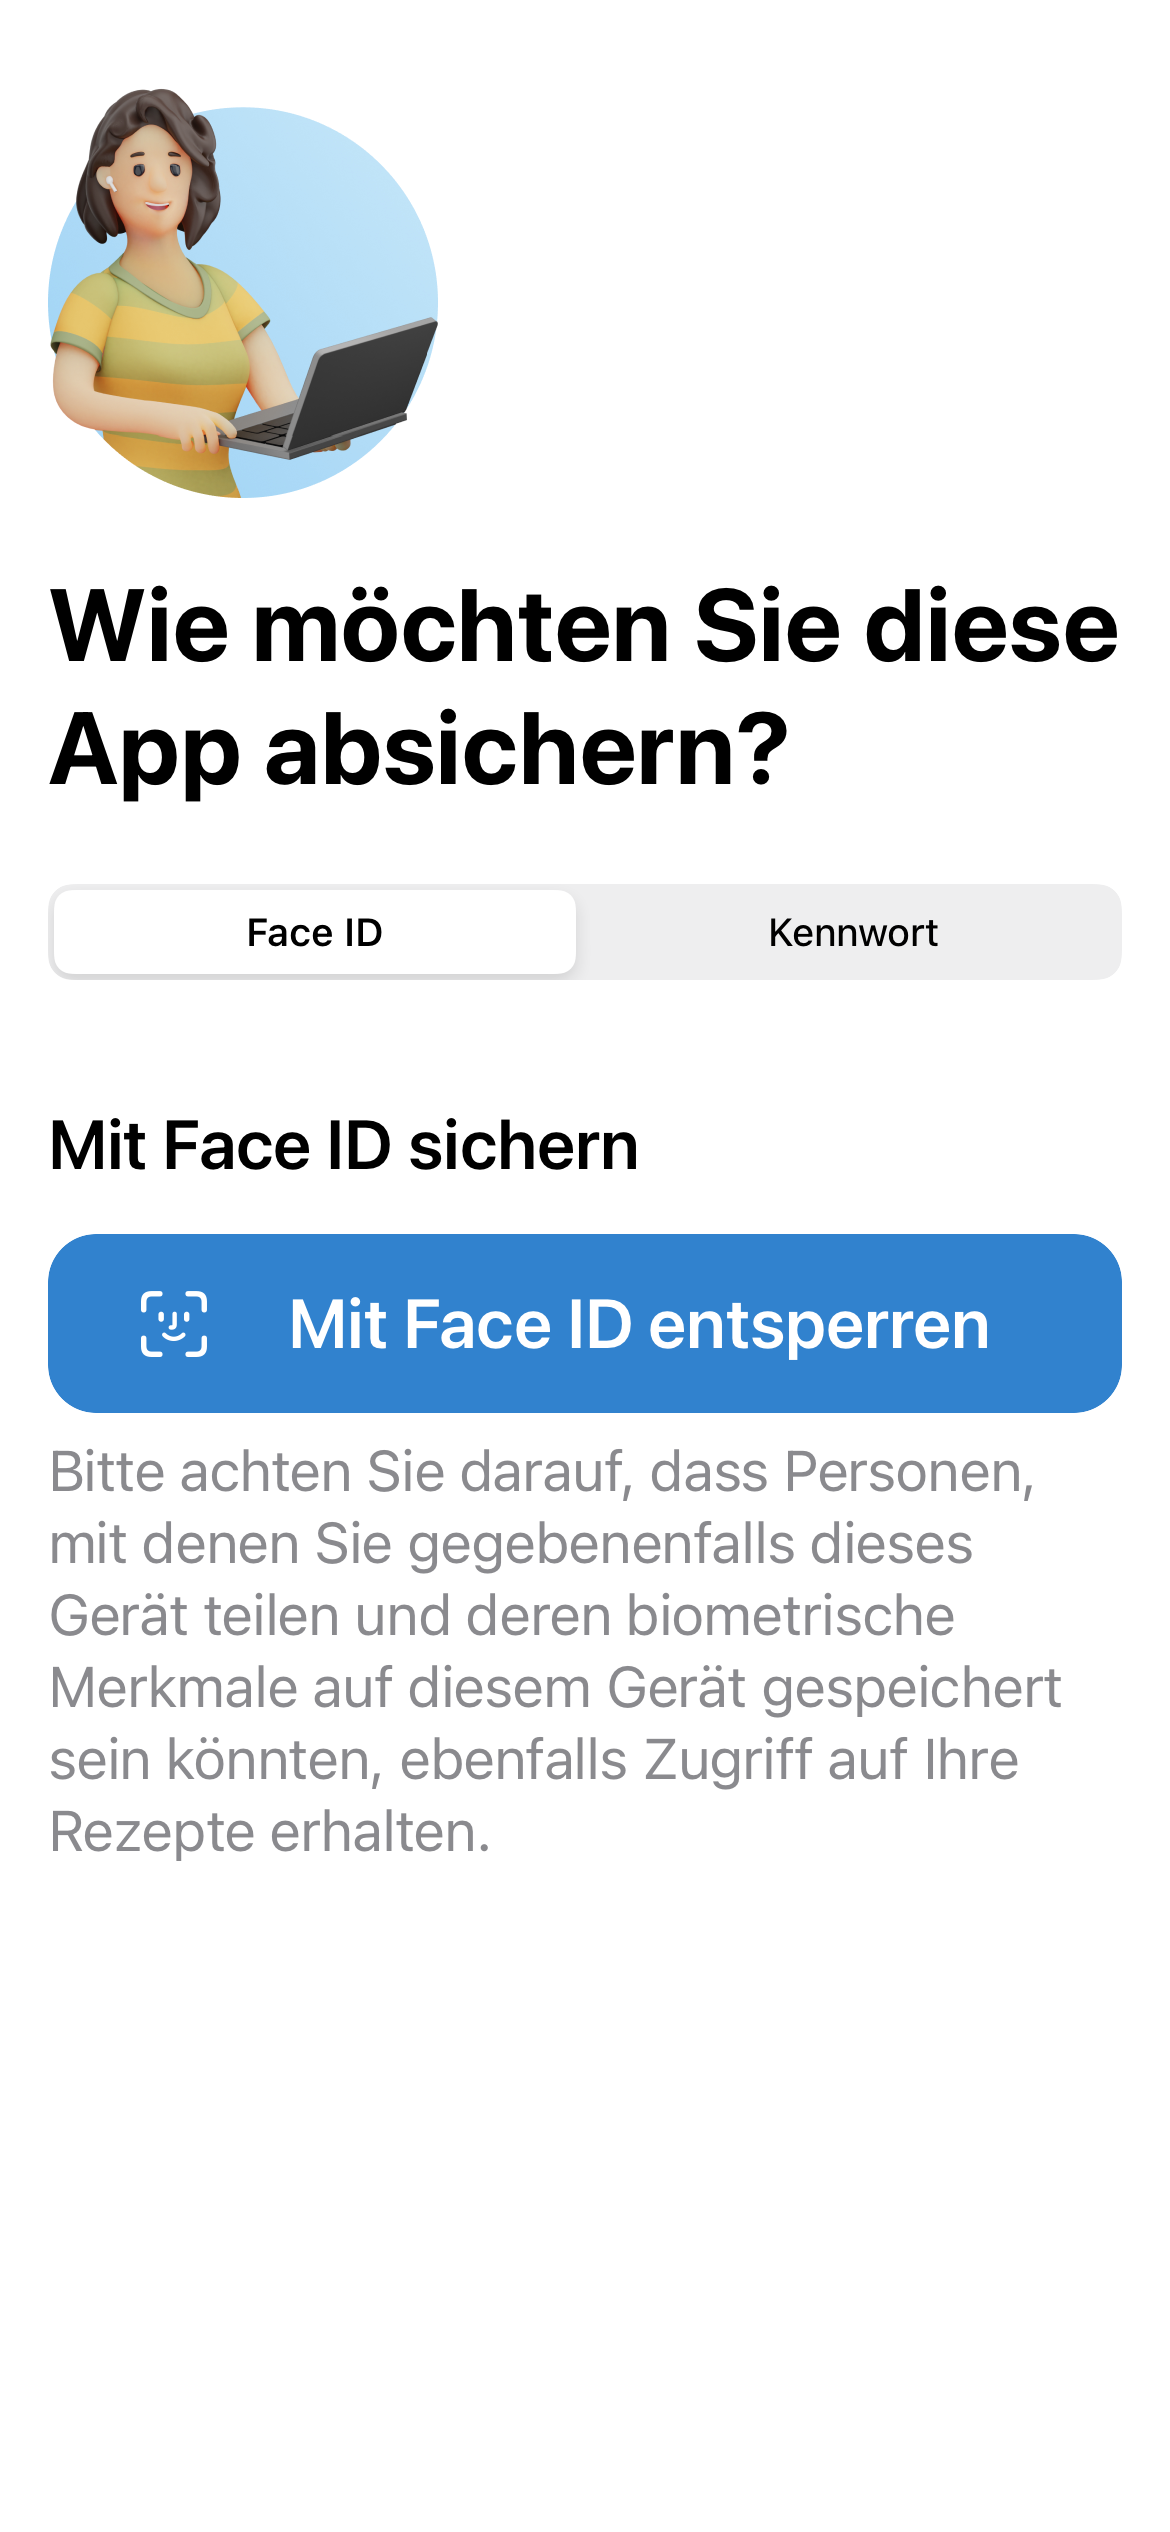 Wie möchten Sie diese
App absichern?
Face ID
Kennwort
Mit Face ID sichern
Mit Face ID entsperren
Bitte achten Sie darauf, dass Personen,
mit denen Sie gegebenenfalls dieses
Gerät teilen und deren biometrische
Merkmale auf diesem Gerät gespeichert
sein könnten, ebenfalls Zugriff auf Ihre
Rezepte erhalten.